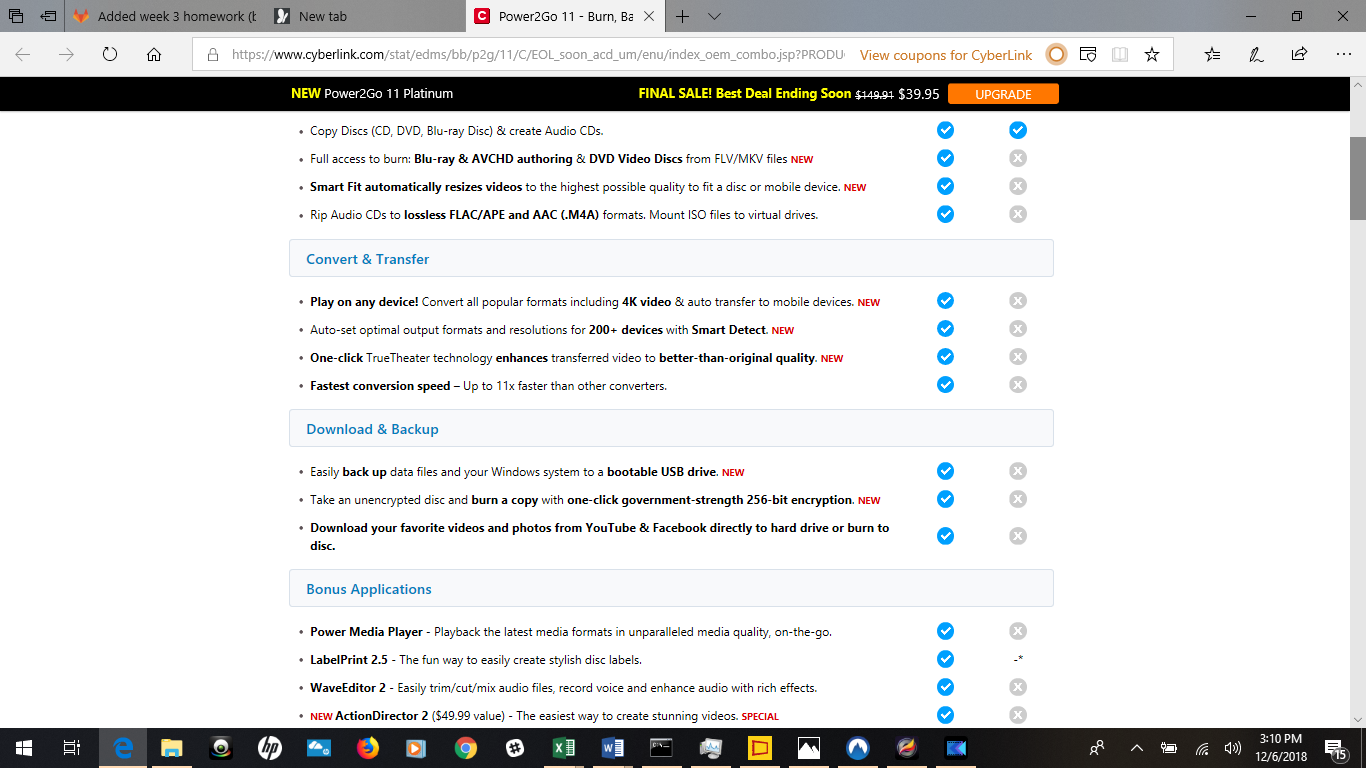 Added week 3 homework (b
New tab
Power2Go 11 - Burn, Ba
https://www.cyberlink.com/stat/edms/bb/p2g/11/C/EOL_soon_acd_um/enu/index_oem_combo.jsp?PRODU
View coupons for CyberLink
NEW Power2Go 11 Platinum
FINAL SALE! Best Deal Ending Soon $149.91 $39.95
UPGRADE
• Copy Discs (CD, DVD, Blu-ray Disc) & create Audio CDs.
• Full access to burn: Blu-ray & AVCHD authoring & DVD Video Discs from FLV/MKV files NEW
• Smart Fit automatically resizes videos to the highest possible quality to fit a disc or mobile device. NEW
• Rip Audio CDs to lossless FLAC/APE and AAC (.M4A) formats. Mount ISO files to virtual drives.
Convert & Transfer
• Play on any device! Convert all popular formats including 4K video & auto transfer to mobile devices. NEW
• Auto-set optimal output formats and resolutions for 200+ devices with Smart Detect. NEW
• One-click TrueTheater technology enhances transferred video to better-than-original quality. NEW
• Fastest conversion speed – Up to 11x faster than other converters.
Download & Backup
• Easily back up data files and your Windows system to a bootable USB drive. NEW
• Take an unencrypted disc and burn a copy with one-click government-strength 256-bit encryption. NEW
• Download your favorite videos and photos from YouTube & Facebook directly to hard drive or burn to
disc.
Bonus Applications
• Power Media Player - Playback the latest media formats in unparalleled media quality, on-the-go.
• LabelPrint 2.5 - The fun way to easily create stylish disc labels. -*
• WaveEditor 2 - Easily trim/cut/mix audio files, record voice and enhance audio with rich effects.
• NEW ActionDirector 2 ($49.99 value) - The easiest way to create stunning videos. SPECIAL
3:10 PM
12/6/2018
15